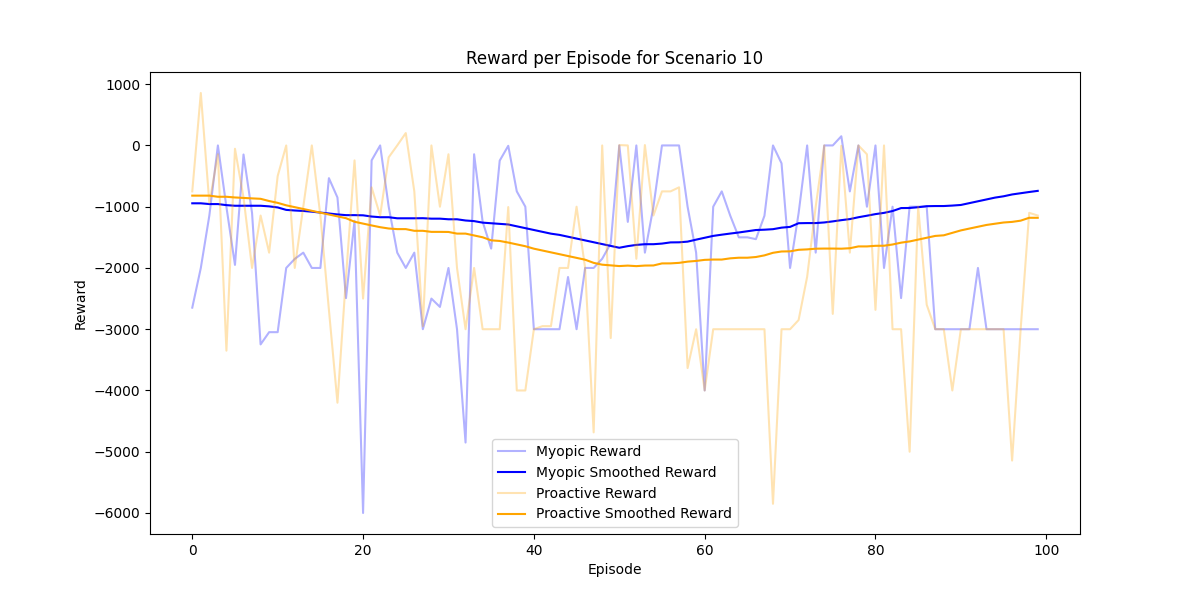 Reward per Episode for Scenario 10
Reward
1000
0
−1000
−2000
−3000
−4000
−5000
−6000
Myopic Reward
Myopic Smoothed Reward
Proactive Reward
Proactive Smoothed Reward
0 20 40 60 80 100
Episode